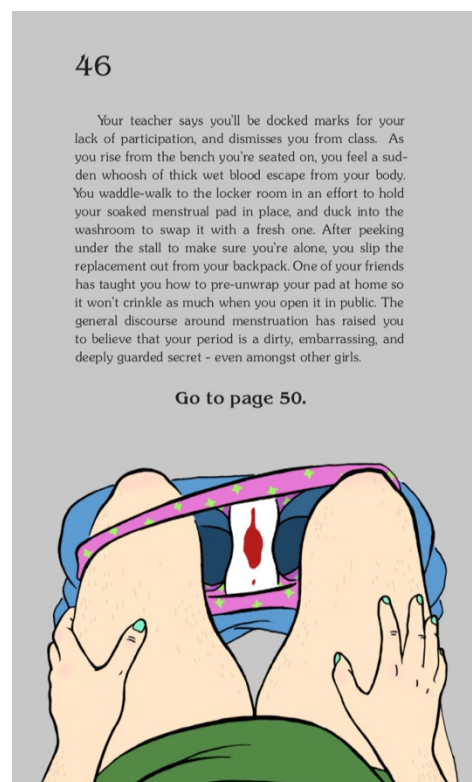 46
Your teacher says you'll be docked marks for your
lack of participation, and dismisses you from class.  As
you rise from the bench you're seated on, you feel a sud-
den whoosh of thick wet blood escape from your body.
You waddle-walk to the locker room in an effort to hold
your soaked menstrual pad in place, and duck into the
washroom to swap it with a fresh one. After peeking
under the stall to make sure you're alone, you slip the
replacement out from your backpack. One of your friends
has taught you how to pre-unwrap your pad at home so
it won't crinkle as much when you open it in public. The
general discourse around menstruation has raised you
to believe that your period is a dirty, embarrassing, and
deeply guarded secret - even amongst other girls.
Go to page 50.